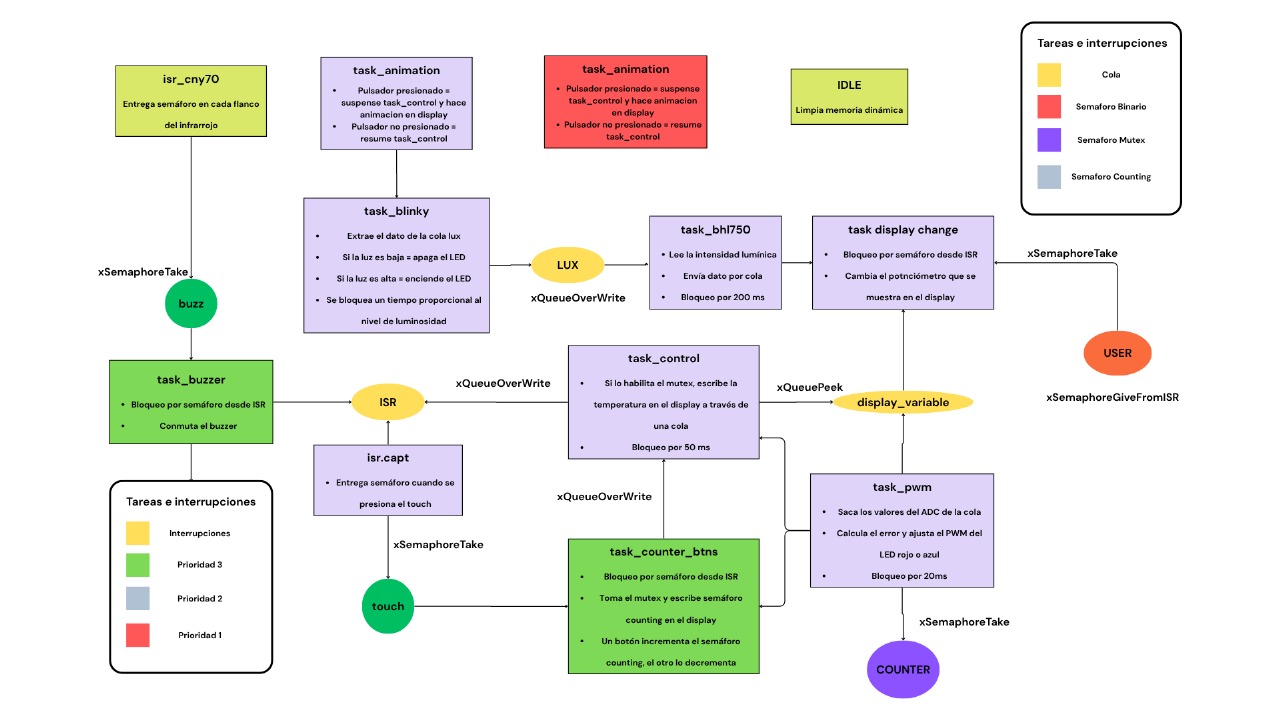 isr_cny70
Entrega semáforo en cada flanco
del infrarrojo
task_animation
Pulsador presionado =
suspense task_control y hace
animacion en display
Pulsador no presionado =
resume task_control
task_animation
Pulsador presionado = suspense
task_control y hace animacion
en display
Pulsador no presionado = resume
task_control
IDLE
Limpia memoria dinámica
Tareas e interrupciones
Cola
Semaforo Binario
Semaforo Mutex
Semaforo Counting
task_blinky
Extrae el dato de la cola lux
Si la luz es baja = apaga el LED
Si la luz es alta = enciende el LED
Se bloquea un tiempo proporcional al
nivel de luminosidad
LUX
xQueueOverWrite
task_bhl750
Lee la intensidad lumínica
Envía dato por cola
Bloqueo por 200 ms
task display change
Bloqueo por semáforo desde ISR
Cambia el potnciómetro que se
muestra en el display
xSemaphoreTake
USER
xSemaphoreGiveFromISR
xSemaphoreTake
buzz
task_buzzer
Bloqueo por semáforo desde ISR
Conmuta el buzzer
ISR
xQueueOverWrite
task_control
Si lo habilita el mutex, escribe la
temperatura en el display a través de
una cola
Bloqueo por 50 ms
xQueuePeek
display_variable
isr.capt
Entrega semáforo cuando se
presiona el touch
xSemaphoreTake
touch
xQueueOverWrite
task_counter_btns
Bloqueo por semáforo desde ISR
Toma el mutex y escribe semáforo
counting en el display
Un botón incrementa el semáforo
counting, el otro lo decrementa
task_pwm
Saca los valores del ADC de la cola
Calcula el error y ajusta el PWM del
LED rojo o azul
Bloqueo por 20ms
xSemaphoreTake
COUNTER
Tareas e interrupciones
Interrupciones
Prioridad 3
Prioridad 2
Prioridad 1